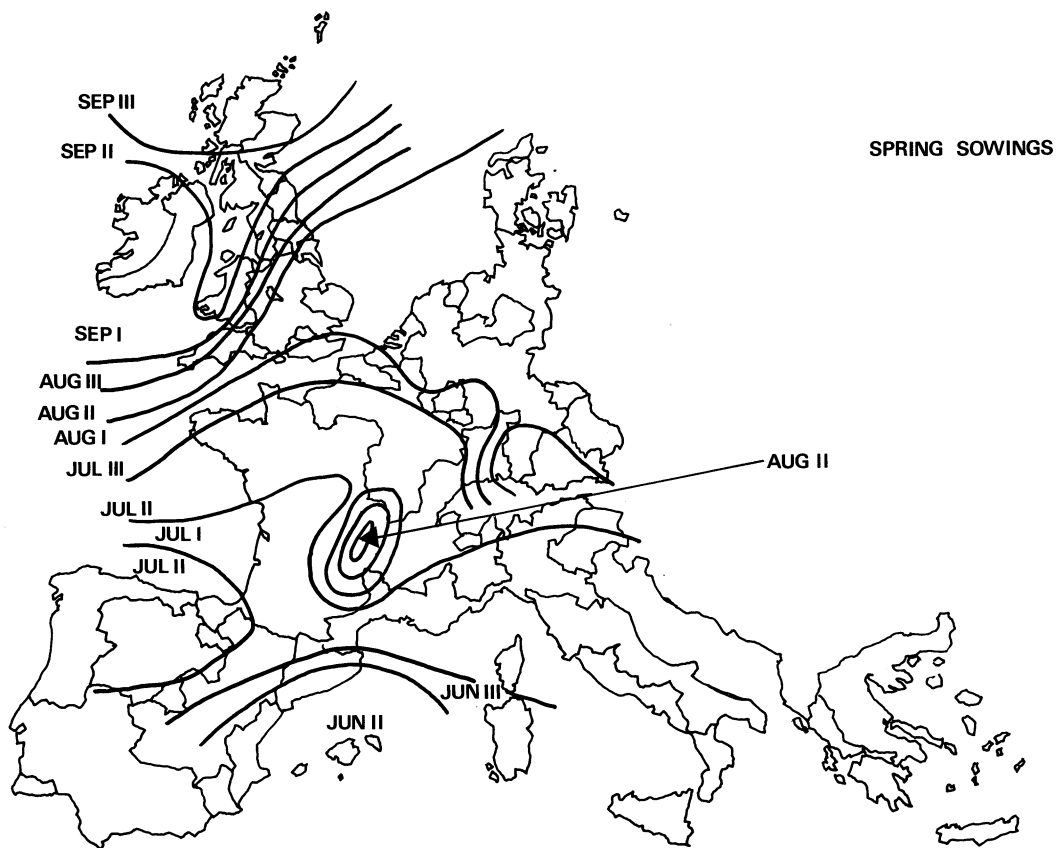 SEP III
SEP II
SPRING SOWINGS
SEP I
AUG III
AUG II
AUG I
JUL III
AUG II
JUL II
JUL I
JUL II
JUN III
JUN II